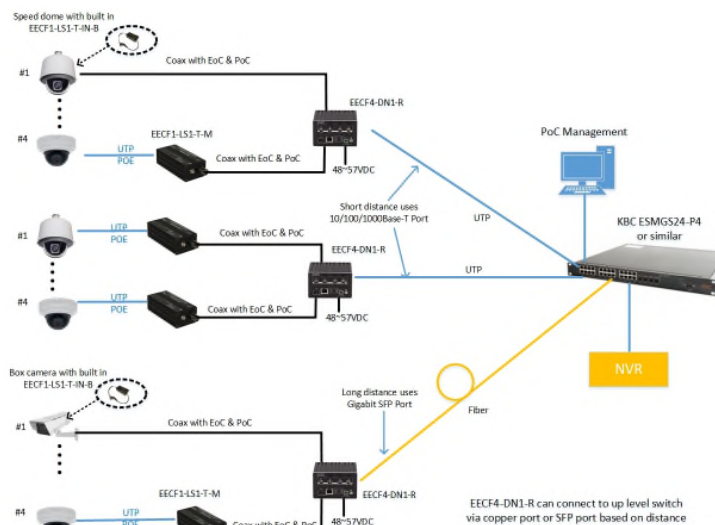 Speed dome with built in
EECF1-LS1-T-IN-B
#1
Coax with EoC & PoC
EECF4-DN1-R
#4
UTP
POE
EECF1-LS1-T-M
Coax with EoC & PoC
48~57VDC
PoC Management
Short distance uses
10/100/1000Base-T Port
UTP
KBC ESMGS24-P4
or similar
#1
UTP
POE
Coax with EoC & PoC
EECF4-DN1-R
UTP
#4
UTP
POE
Coax with EoC & PoC
48~57VDC
NVR
Box camera with built in
EECF1-LS1-T-IN-B
#1
Coax with EoC & PoC
Long distance uses
Gigabit SFP Port
Fiber
EECF4-DN1-R
#4
UTP
POE
EECF1-LS1-T-M
Coax with EoC & PoC
48~57VDC
EECF4-DN1-R can connect to up level switch
via copper port or SFP port based on distance